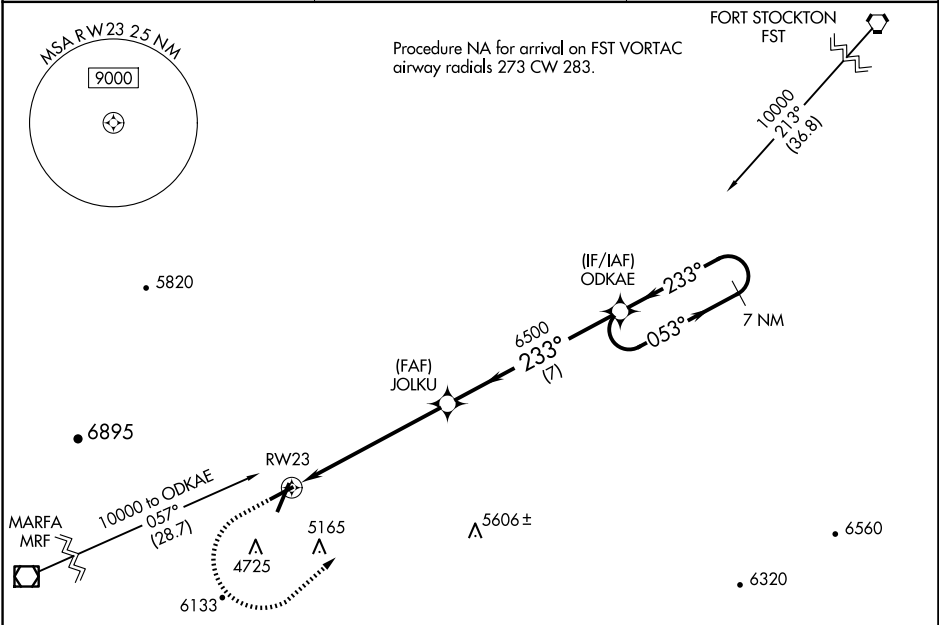 MSA RW 23 25 NM
9000
Procedure NA for arrival on FST VORTAC
airway radials 273 CW 283.
FORT STOCKTON
FST
10000
213°
(36.8)
5820
(IF/IAF)
ODKAE
233°
053°
7 NM
6500
233°
(7)
(FAF)
JOLKU
6895
RW23
10000 to ODKAE
057°
(28.7)
MARFA
MRF
4725
5165
5606 ±
6560
6320
6133